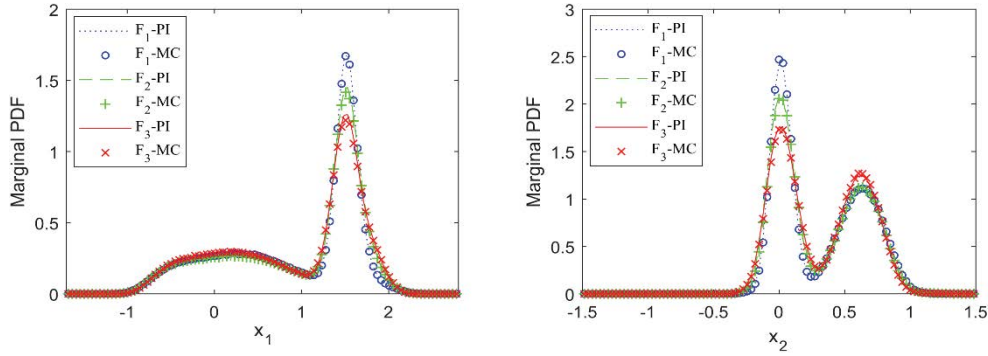 2
1.5
1
0.5
0
Marginal PDF
F1-PI
F1-MC
F2-PI
F2-MC
F3-PI
F3-MC
-1 0 1 2
x1
3
2.5
2
1.5
1
0.5
0
Marginal PDF
F1-PI
F1-MC
F2-PI
F2-MC
F3-PI
F3-MC
-1.5 -1 -0.5 0 0.5 1 1.5
x2